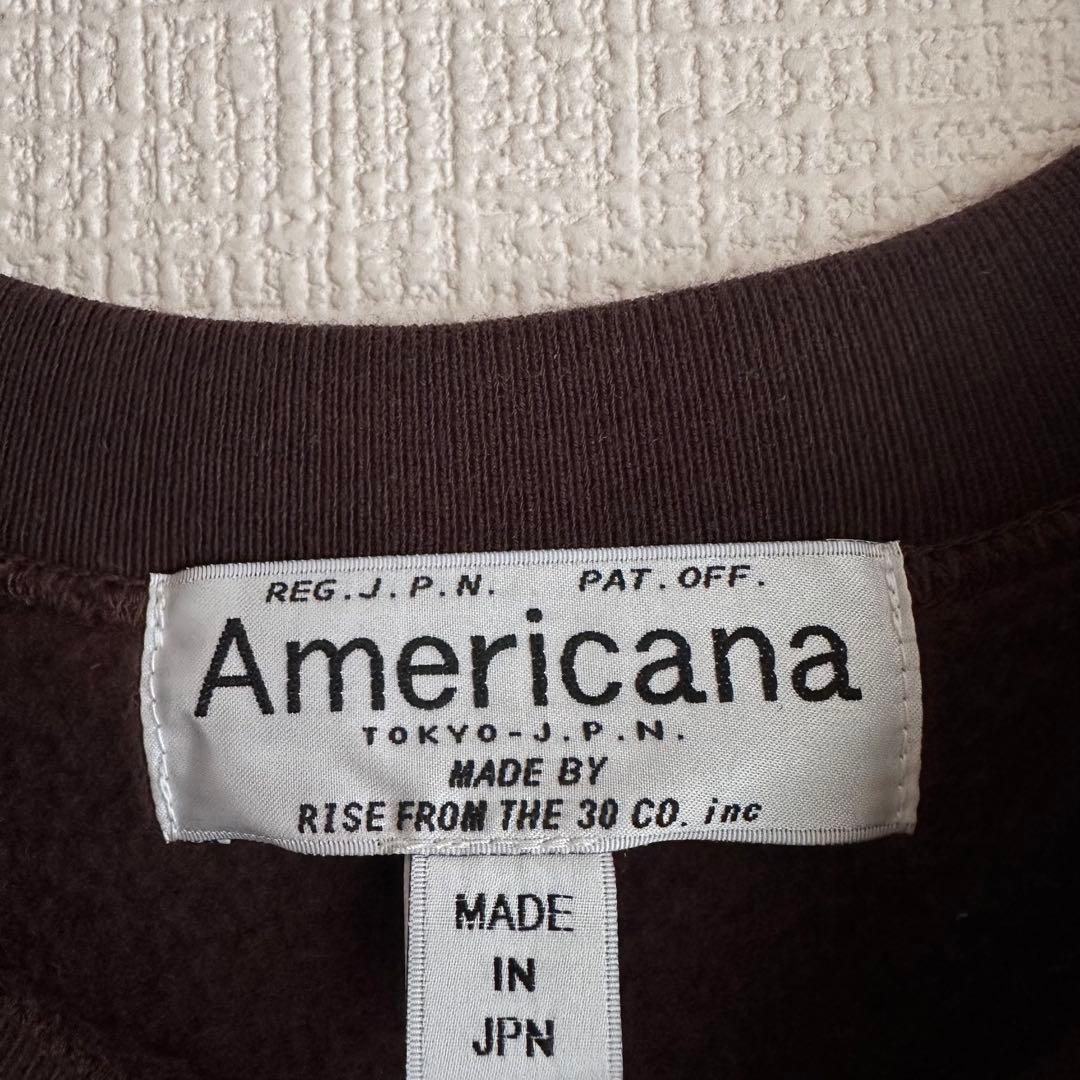 REG.J.P.N. PAT.OFF.
Americana
TOKYO-J.P.N.
MADE BY
RISE FROM THE 30 CO. inc
MADE
IN
JPN